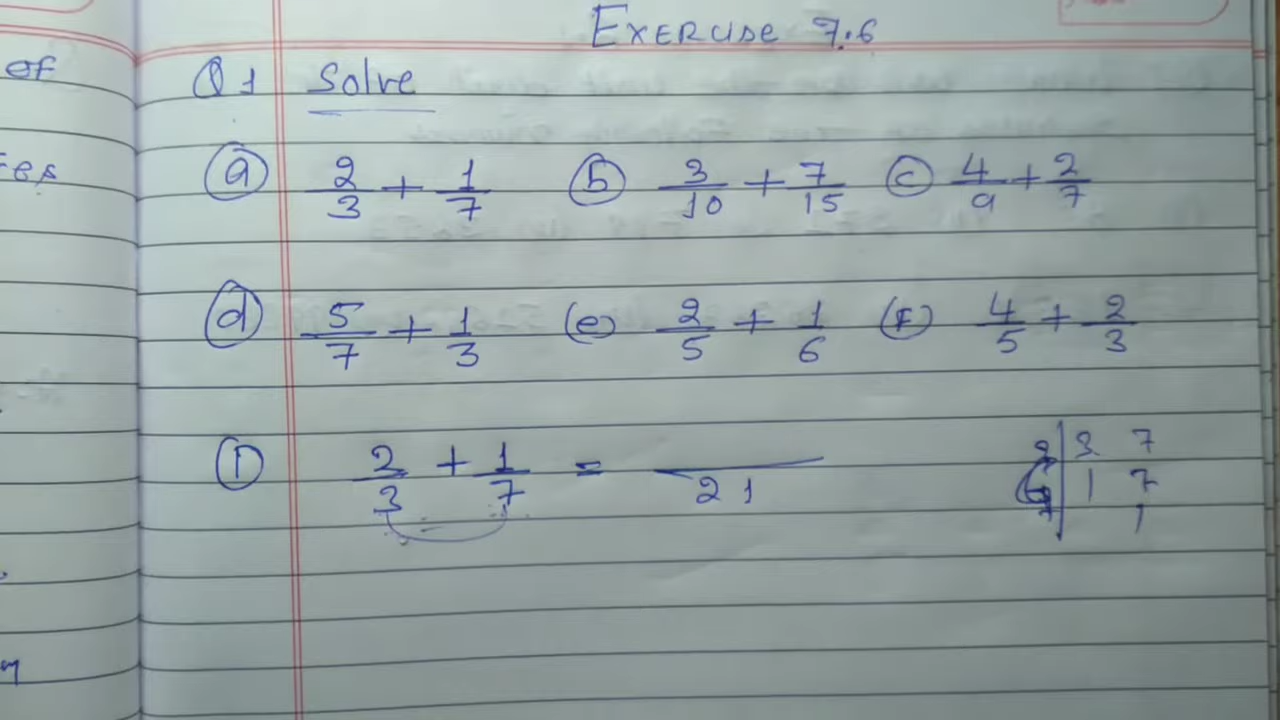 Exercise 7.6
of
Q1 Solve
(a) 2/3 + 1/7 (b) 3/10 + 7/15 (c) 4/9 + 2/7
(d) 5/7 + 1/3 (e) 2/5 + 1/6 (f) 4/5 + 2/3
(1) 2/3 + 1/7 = /21
3 7
1 7
1